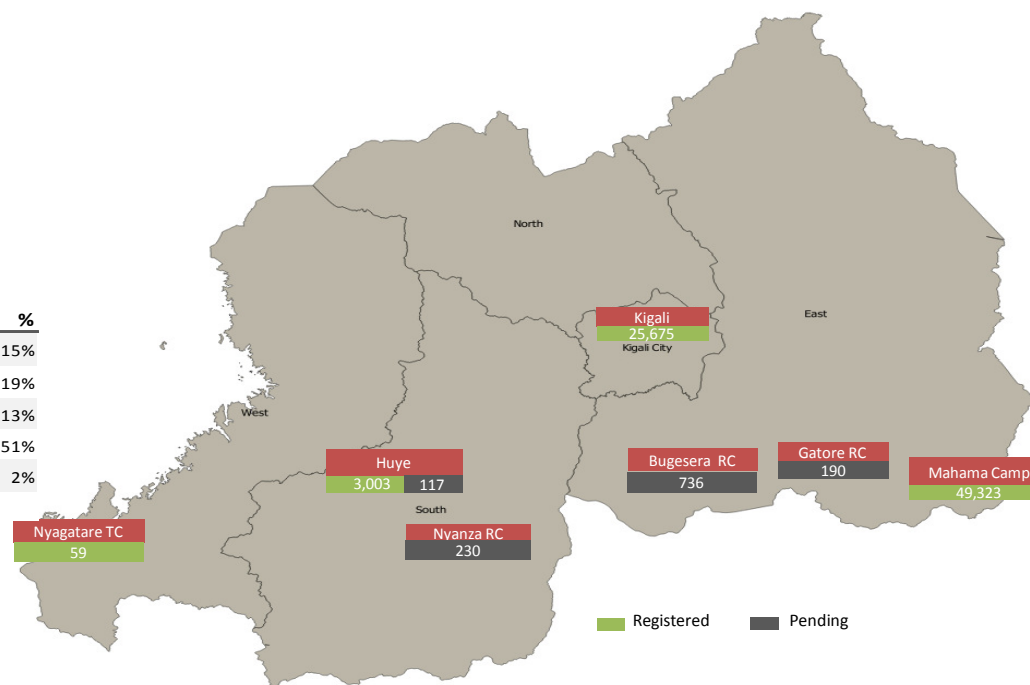 North
%
15%
19%
13%
51%
2%
Kigali
25,675
Kigali City
East
West
Huye
3,003 117
South
Bugesera RC
736
Gatore RC
190
Mahama Camp
49,323
Nyagatare TC
59
Nyanza RC
230
Registered
Pending